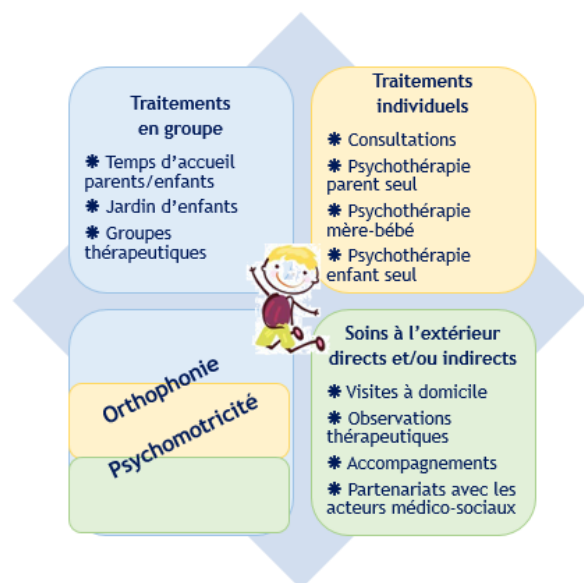 Traitements
en groupe
⁕ Temps d’accueil
parents/enfants
⁕ Jardin d’enfants
⁕ Groupes
thérapeutiques
Traitements
individuels
⁕ Consultations
⁕ Psychothérapie
parent seul
⁕ Psychothérapie
mère-bébé
⁕ Psychothérapie
enfant seul
Orthophonie
Psychomotricité
Soins à l’extérieur
directs et/ou indirects
⁕ Visites à domicile
⁕ Observations
thérapeutiques
⁕ Accompagnements
⁕ Partenariats avec les
acteurs médico-sociaux